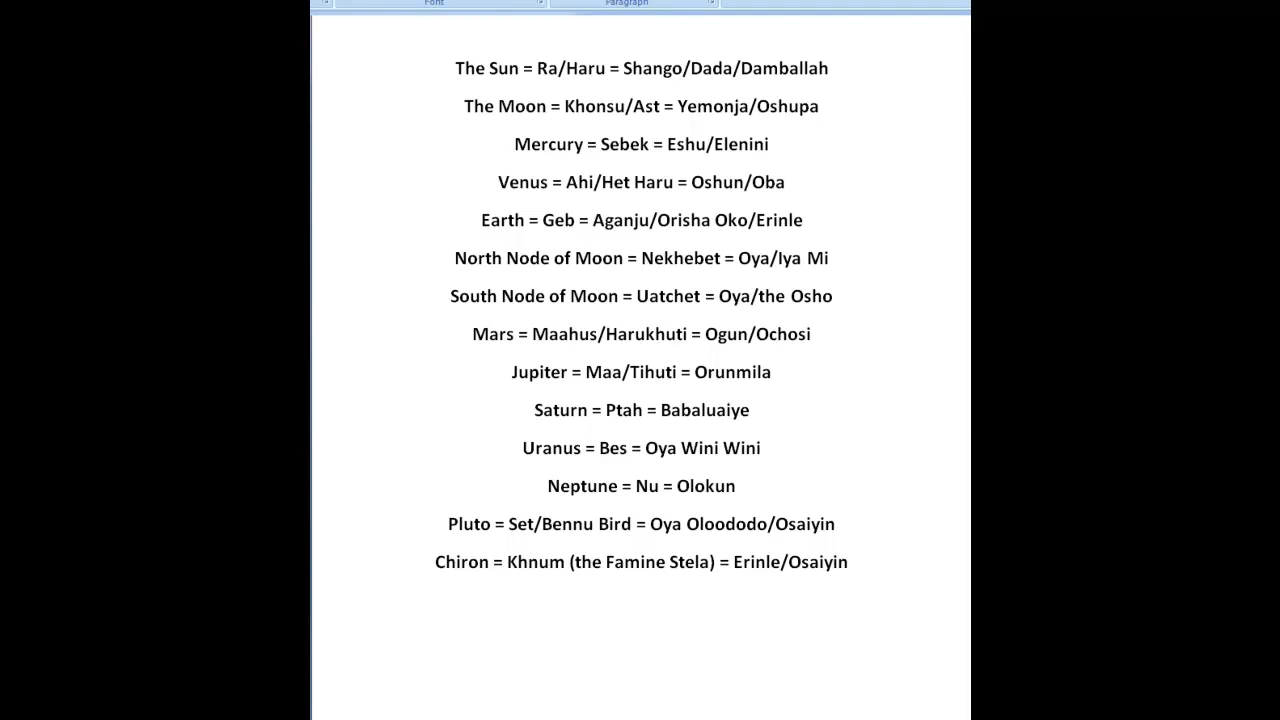 Font Paragraph
The Sun = Ra/Haru = Shango/Dada/Damballah
The Moon = Khonsu/Ast = Yemonja/Oshupa
Mercury = Sebek = Eshu/Elenini
Venus = Ahi/Het Haru = Oshun/Oba
Earth = Geb = Aganju/Orisha Oko/Erinle
North Node of Moon = Nekhebet = Oya/Iya Mi
South Node of Moon = Uatchet = Oya/the Osho
Mars = Maahus/Harukhuti = Ogun/Ochosi
Jupiter = Maa/Tihuti = Orunmila
Saturn = Ptah = Babaluaiye
Uranus = Bes = Oya Wini Wini
Neptune = Nu = Olokun
Pluto = Set/Bennu Bird = Oya Oloododo/Osaiyin
Chiron = Khnum (the Famine Stela) = Erinle/Osaiyin